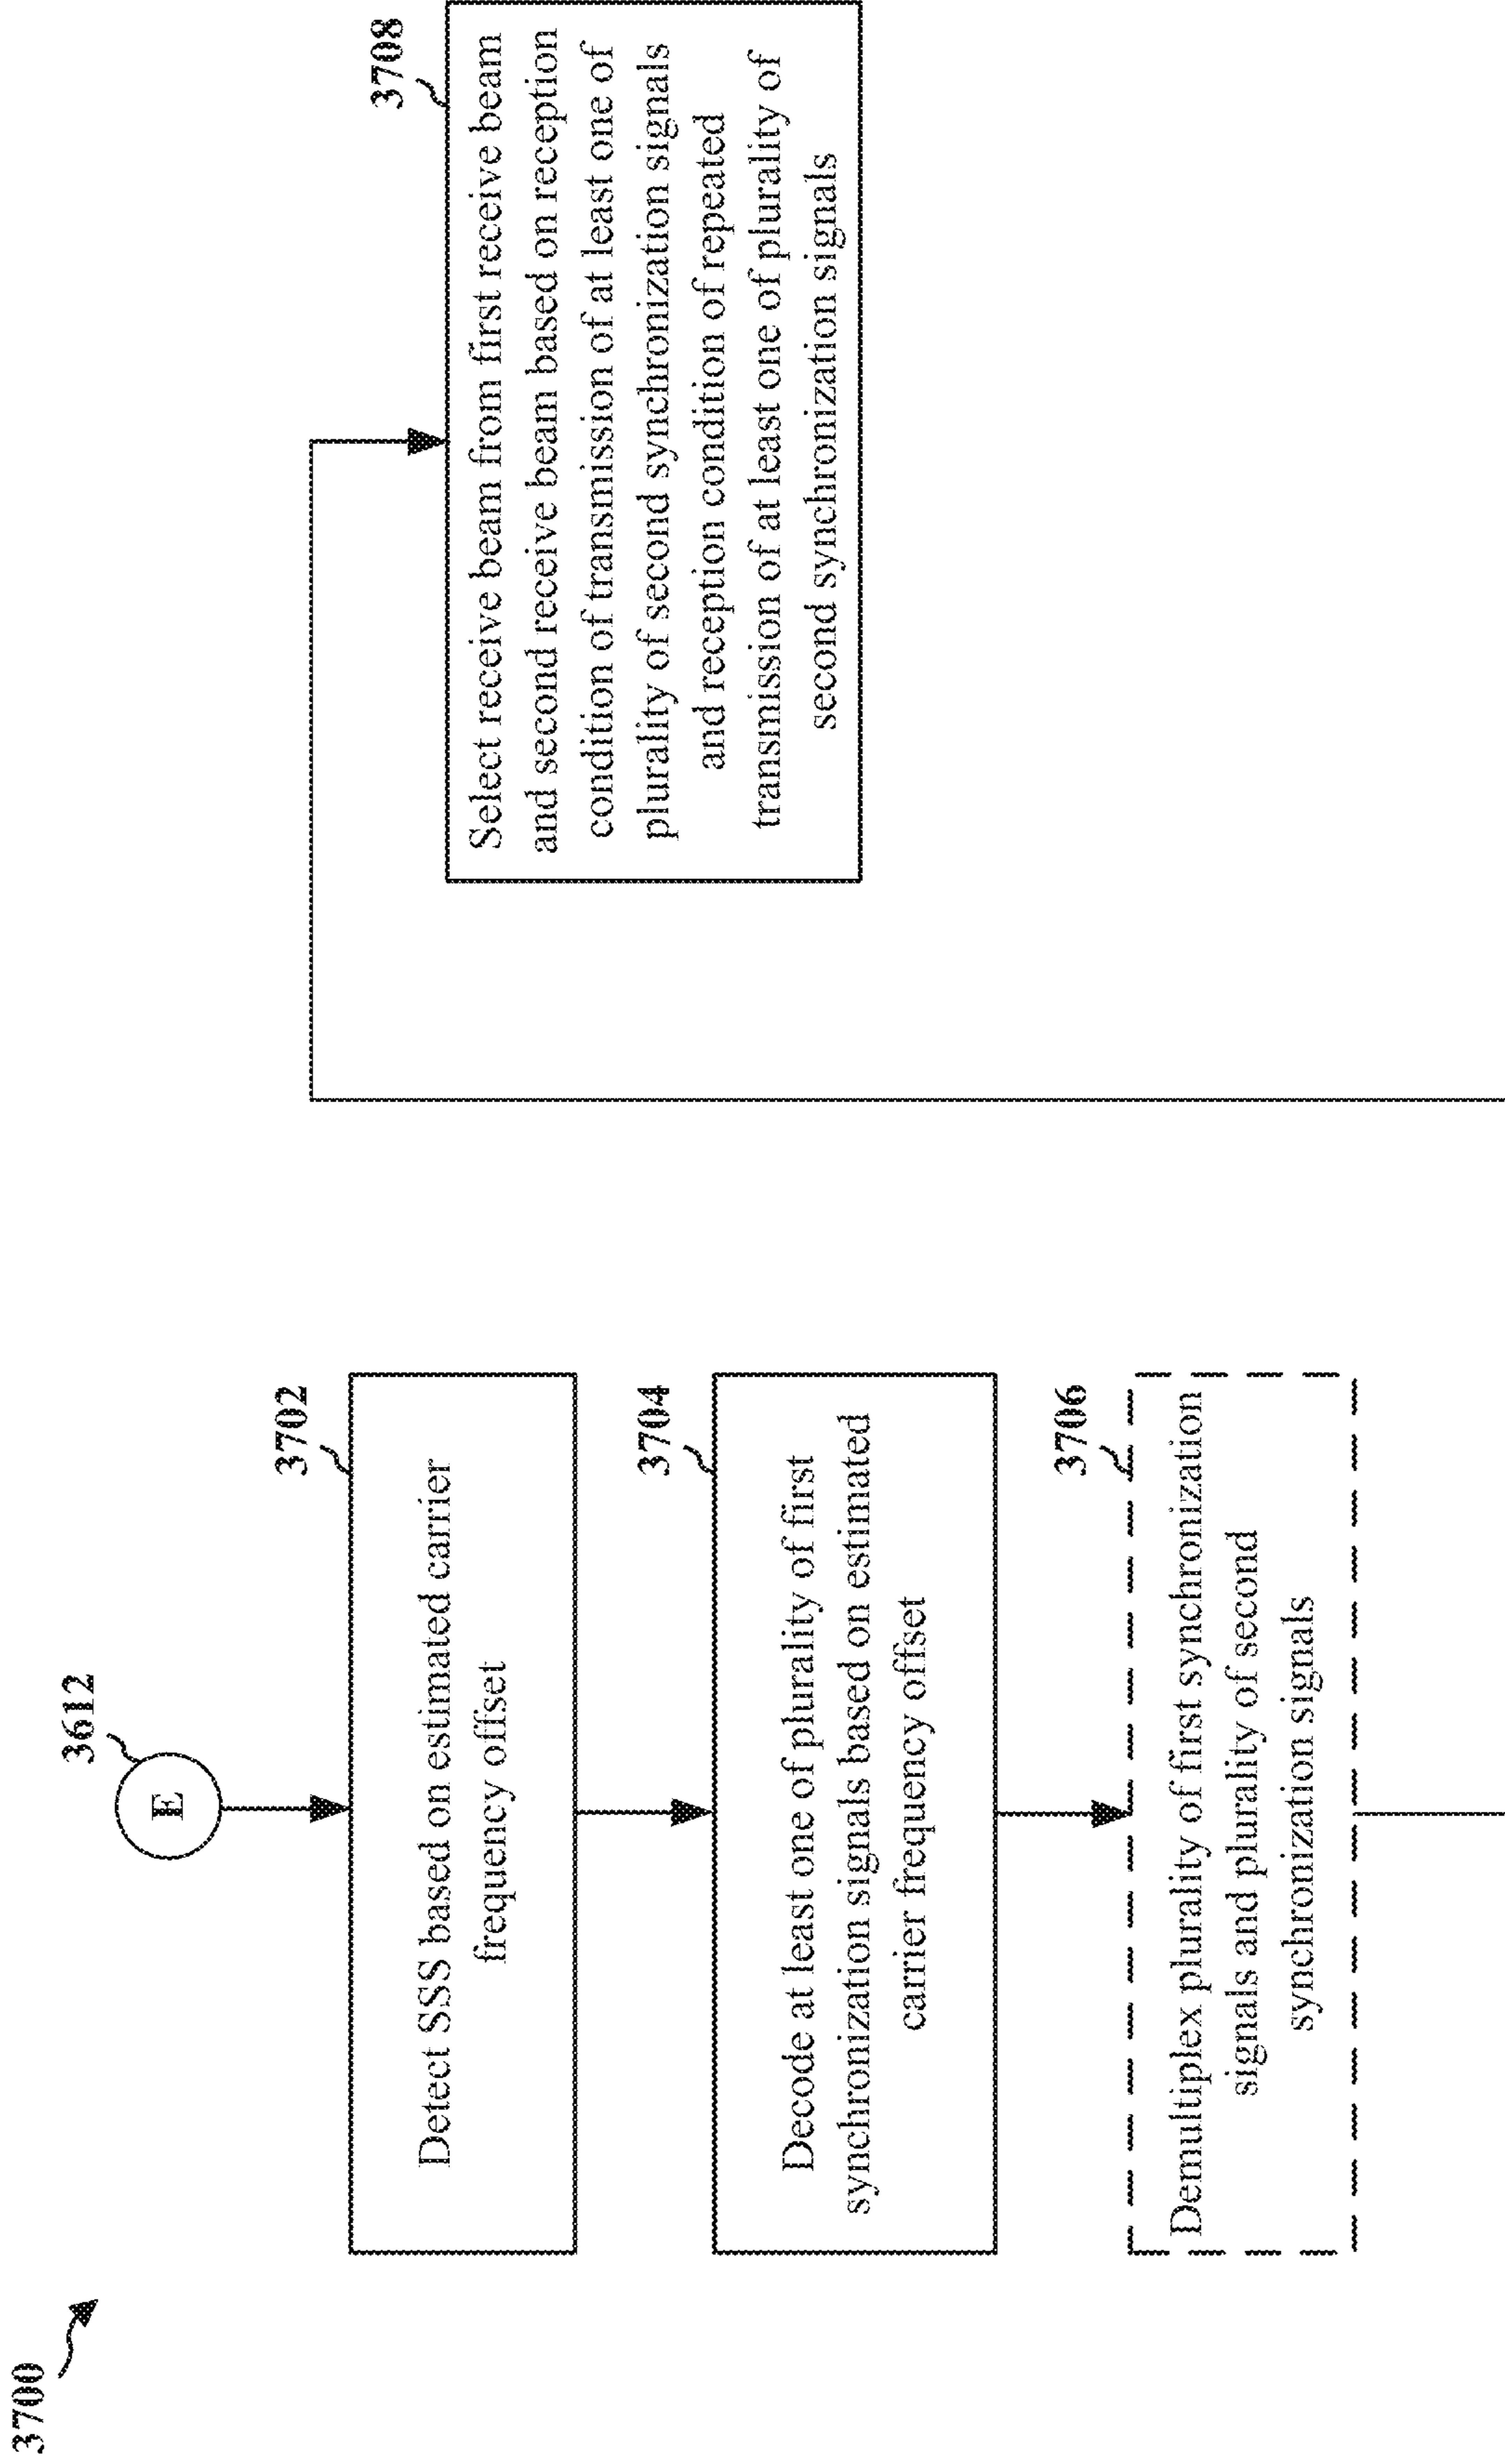 3700
3612
E
3702
Detect SSS based on estimated carrier
frequency offset
3704
Decode at least one of plurality of first
synchronization signals based on estimated
carrier frequency offset
3706
Demultiplex plurality of first synchronization
signals and plurality of second
synchronization signals
3708
Select receive beam from first receive beam
and second receive beam based on reception
condition of transmission of at least one of
plurality of second synchronization signals
and reception condition of repeated
transmission of at least one of plurality of
second synchronization signals